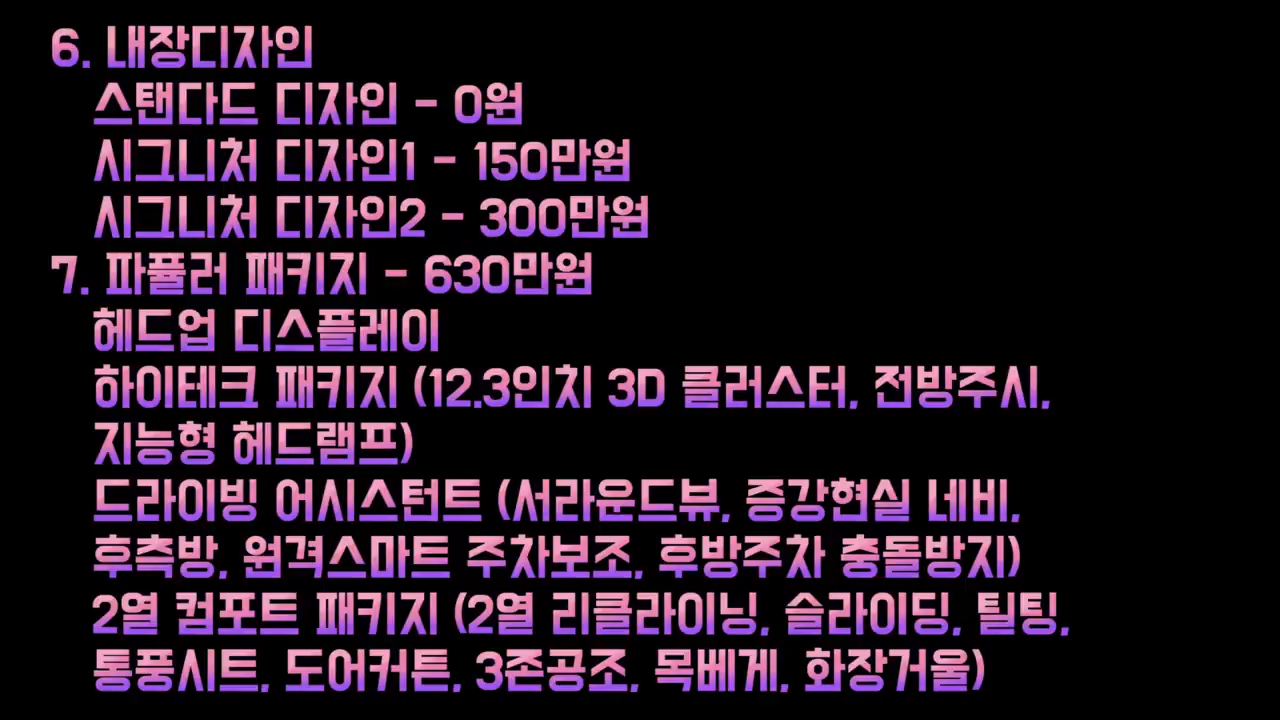 6. 내장디자인
스탠다드 디자인 - 0원
시그니처 디자인1 - 150만원
시그니처 디자인2 - 300만원
7. 파퓰러 패키지 - 630만원
헤드업 디스플레이
하이테크 패키지 (12.3인치 3D 클러스터, 전방주시,
지능형 헤드램프)
드라이빙 어시스턴트 (서라운드뷰, 증강현실 네비,
후측방, 원격스마트 주차보조, 후방주차 충돌방지)
2열 컴포트 패키지 (2열 리클라이닝, 슬라이딩, 틸팅,
통풍시트, 도어커튼, 3존공조, 목베게, 화장거울)